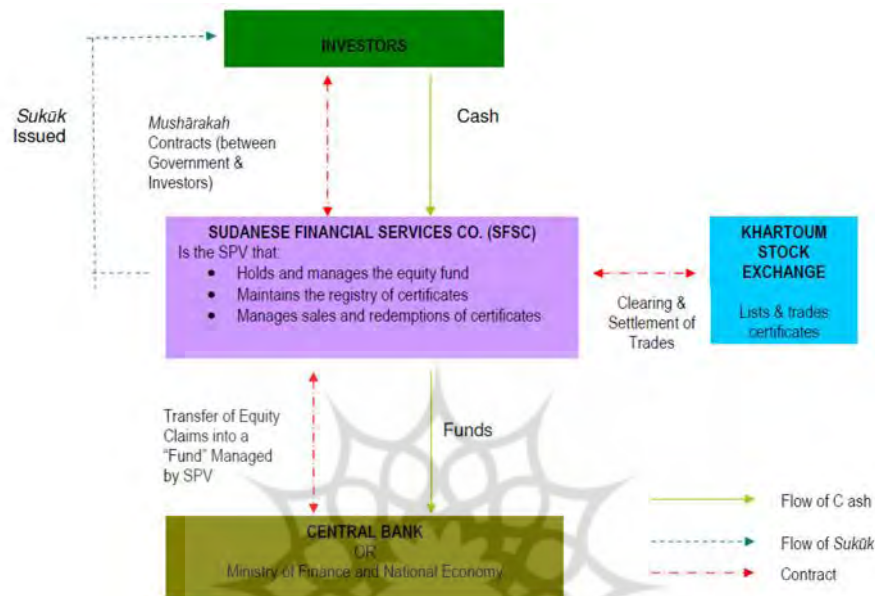 INVESTORS
Sukūk
Issued
Mushārakah
Contracts (between
Government &
Investors)
Cash
SUDANESE FINANCIAL SERVICES CO. (SFSC)
Is the SPV that:
• Holds and manages the equity fund
• Maintains the registry of certificates
• Manages sales and redemptions of certificates
KHARTOUM
STOCK
EXCHANGE
Lists & trades
certificates
Clearing &
Settlement of
Trades
Transfer of Equity
Claims into a
"Fund" Managed
by SPV
Funds
CENTRAL BANK
OR
Ministry of Finance and National Economy
Flow of C ash
Flow of Sukūk
Contract